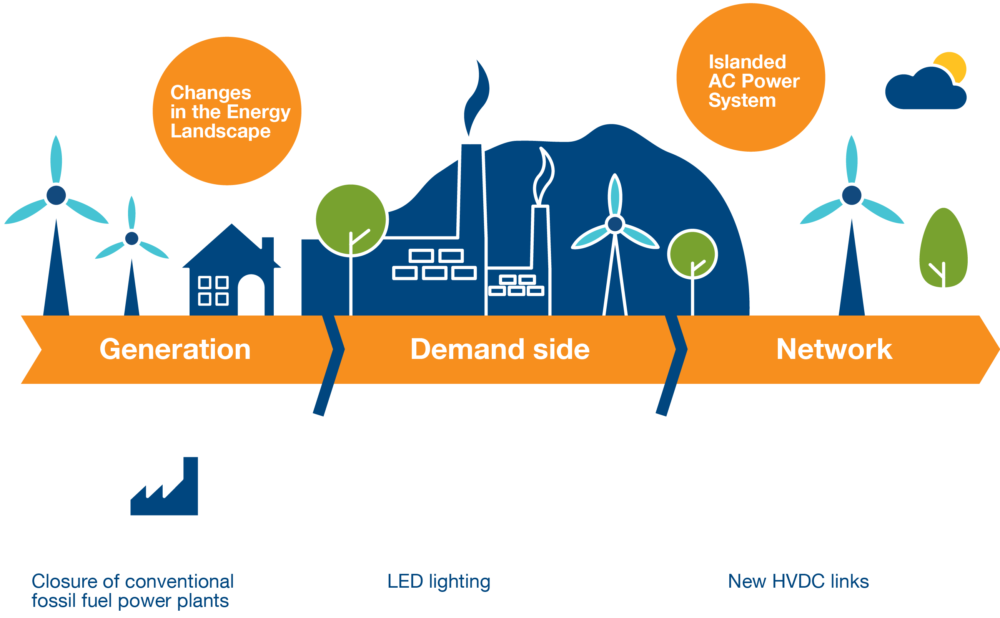 Changes
in the Energy
Landscape
Islanded
AC Power
System
Generation
Demand side
Network
Closure of conventional
fossil fuel power plants
LED lighting
New HVDC links